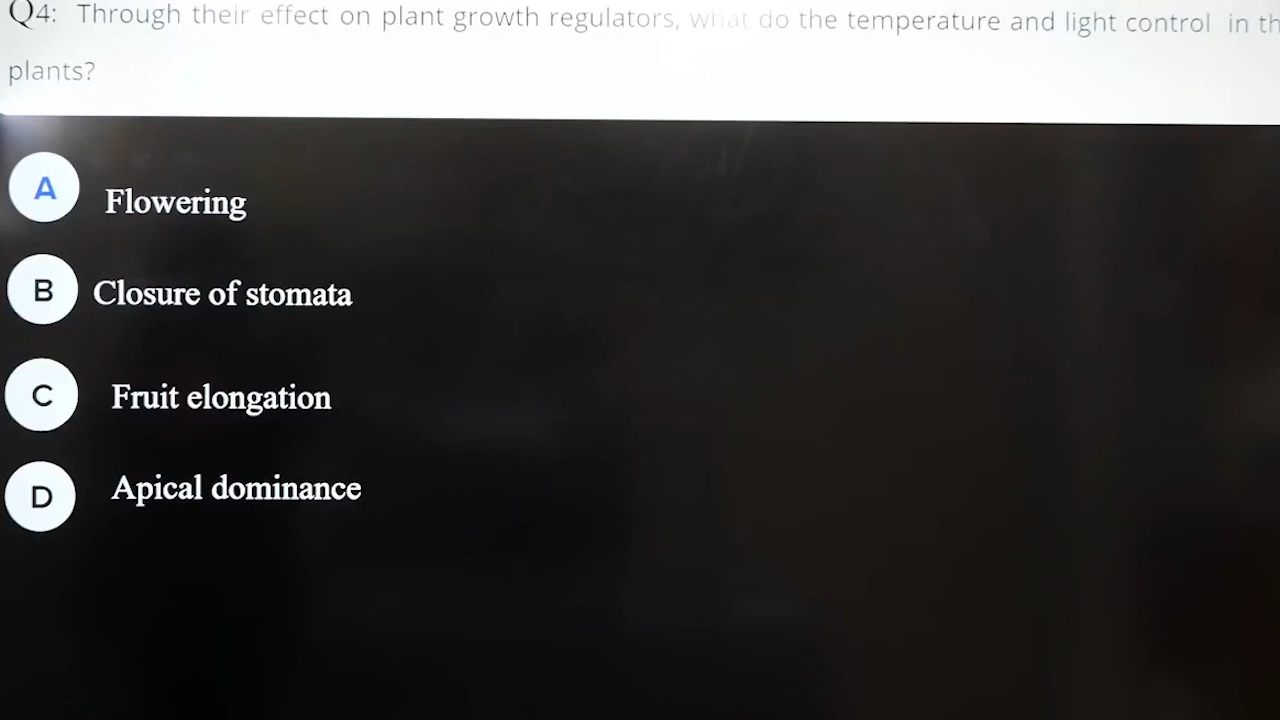 Q4: Through their effect on plant growth regulators, what do the temperature and light control in
plants?
A Flowering
B Closure of stomata
C Fruit elongation
D Apical dominance